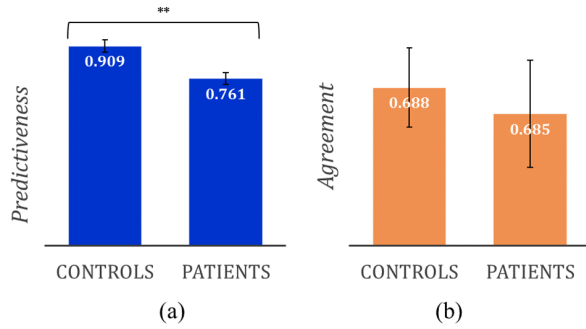 **
0.909
0.761
Predictiveness
CONTROLS PATIENTS
(a)
0.688
0.685
Agreement
CONTROLS PATIENTS
(b)